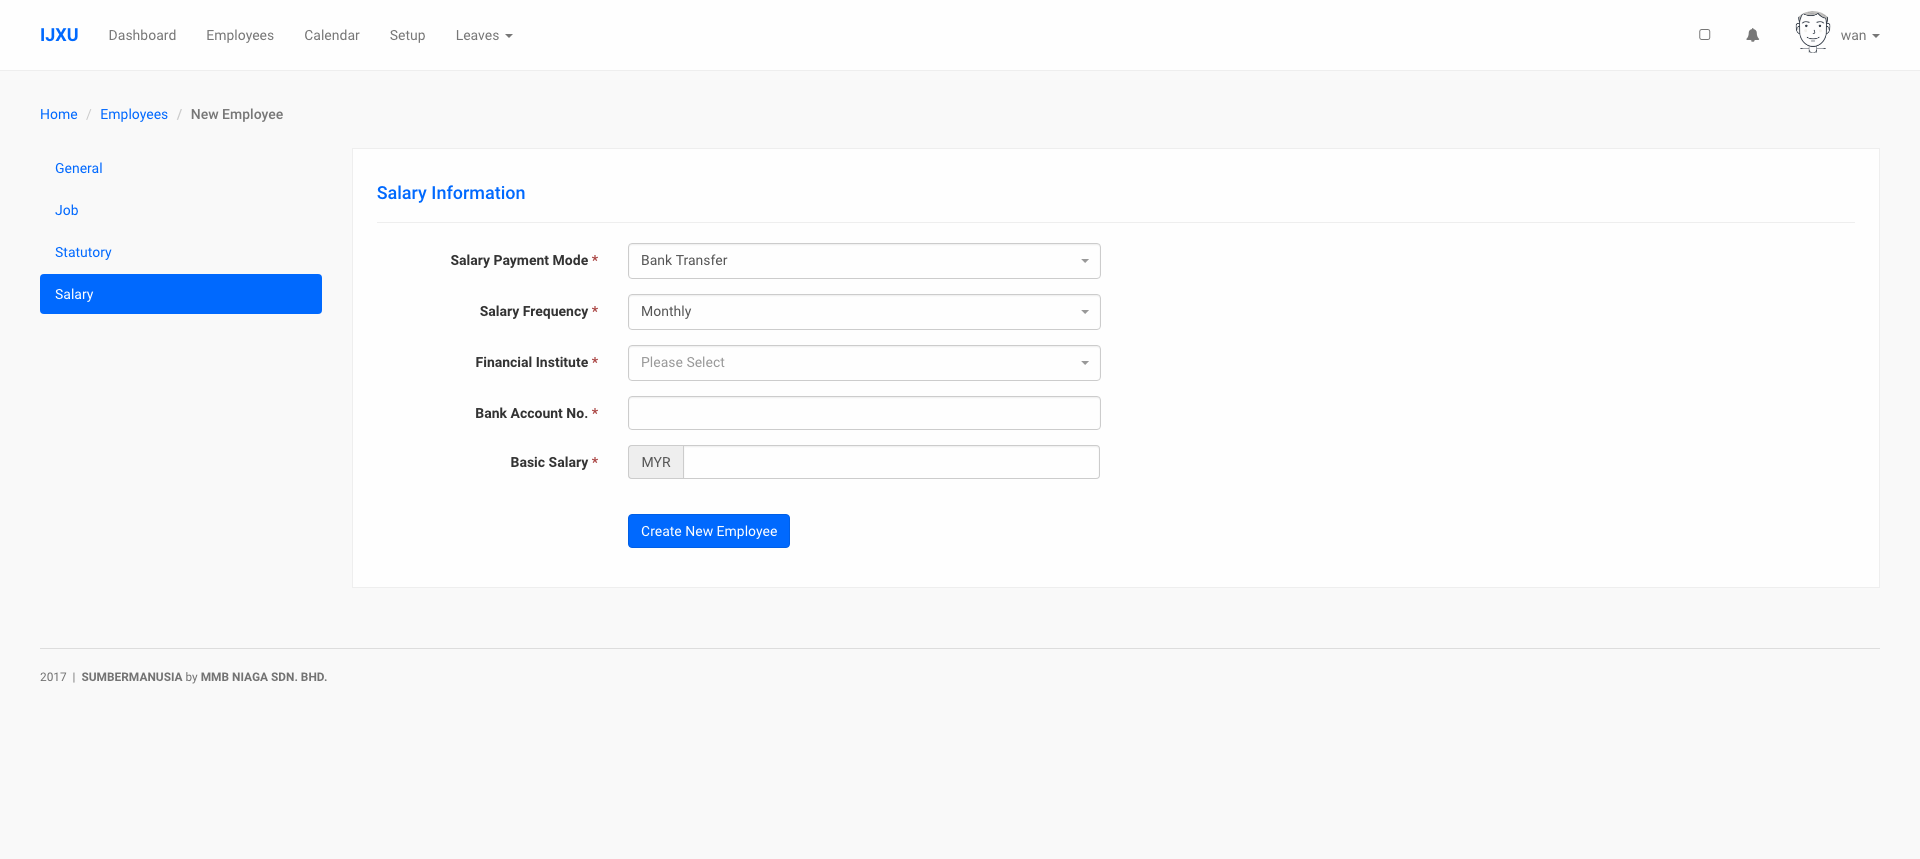 IJXU Dashboard Employees Calendar Setup Leaves wan
Home / Employees / New Employee
General
Job
Statutory
Salary
Salary Information
Salary Payment Mode * Bank Transfer
Salary Frequency * Monthly
Financial Institute * Please Select
Bank Account No. *
Basic Salary * MYR
Create New Employee
2017 | SUMBERMANUSIA by MMB NIAGA SDN. BHD.